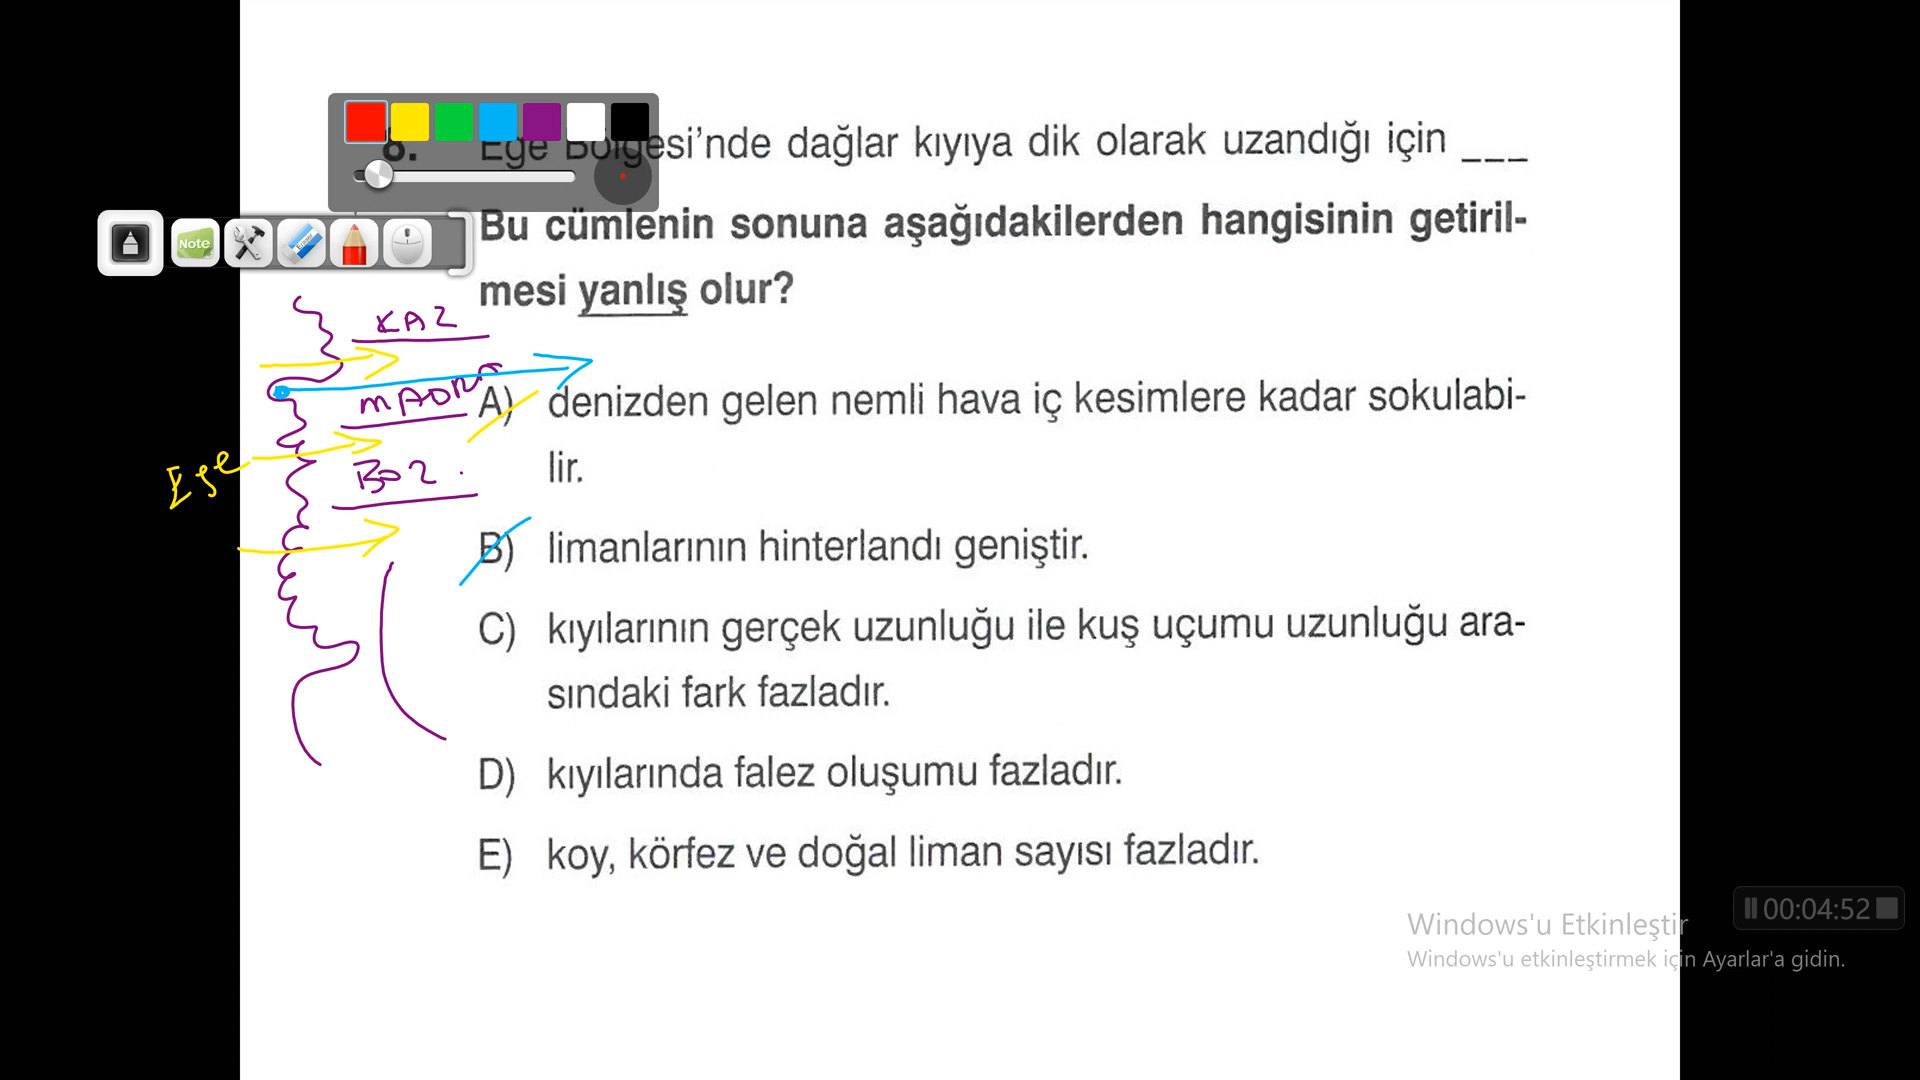 6. Ege Bölgesi'nde dağlar kıyıya dik olarak uzandığı için ___
Note
Bu cümlenin sonuna aşağıdakilerden hangisinin getiril-
mesi yanlış olur?
KAZ
MADRA
A) denizden gelen nemli hava iç kesimlere kadar sokulabi-
lir.
Ege
BOZ
B) limanlarının hinterlandı geniştir.
C) kıyılarının gerçek uzunluğu ile kuş uçumu uzunluğu ara-
sındaki fark fazladır.
D) kıyılarında falez oluşumu fazladır.
E) koy, körfez ve doğal liman sayısı fazladır.
00:04:52
Windows'u Etkinleştir
Windows'u etkinleştirmek için Ayarlar'a gidin.